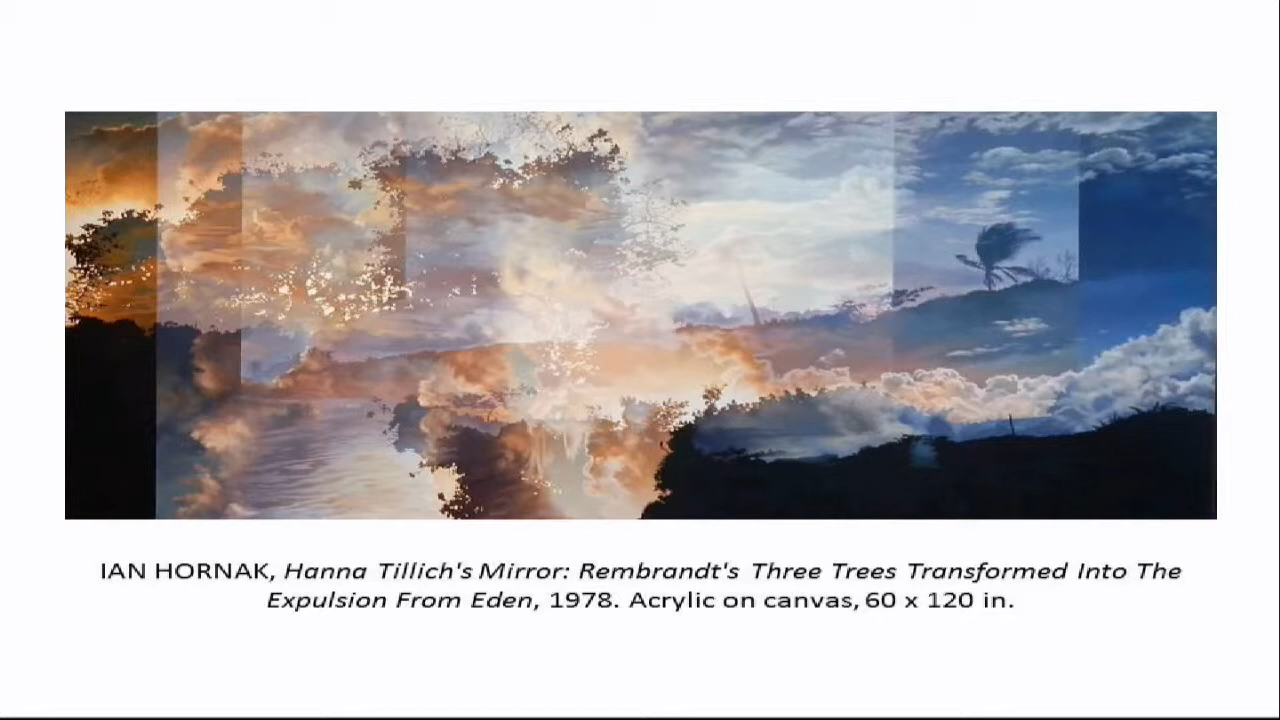 IAN HORNAK, Hanna Tillich's Mirror: Rembrandt's Three Trees Transformed Into The
Expulsion From Eden, 1978. Acrylic on canvas, 60 x 120 in.